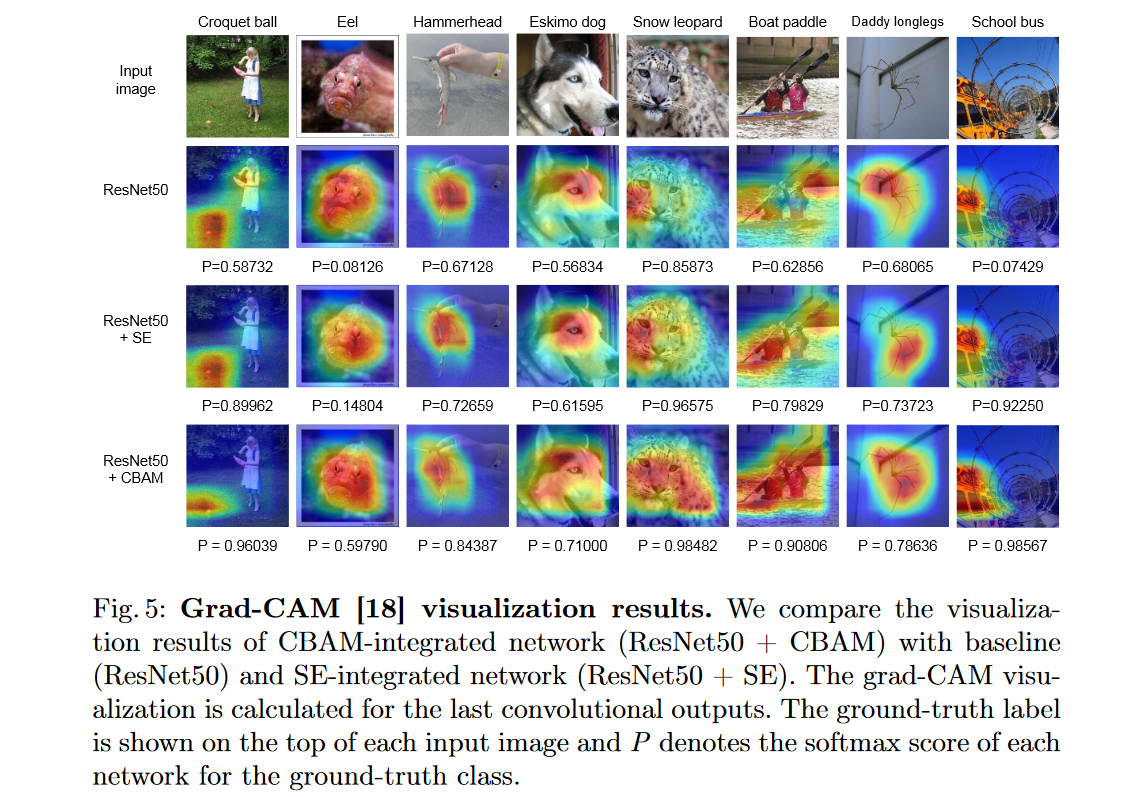 Croquet ball Eel Hammerhead Eskimo dog Snow leopard Boat paddle Daddy longlegs School bus
Input
image
ResNet50
P=0.58732 P=0.08126 P=0.67128 P=0.56834 P=0.85873 P=0.62856 P=0.68065 P=0.07429
ResNet50
+ SE
P=0.89962 P=0.14804 P=0.72659 P=0.61595 P=0.96575 P=0.79829 P=0.73723 P=0.92250
ResNet50
+ CBAM
P = 0.96039 P = 0.59790 P = 0.84387 P = 0.71000 P = 0.98482 P = 0.90806 P = 0.78636 P = 0.98567
Fig. 5: Grad-CAM [18] visualization results. We compare the visualiza-
tion results of CBAM-integrated network (ResNet50 + CBAM) with baseline
(ResNet50) and SE-integrated network (ResNet50 + SE). The grad-CAM visu-
alization is calculated for the last convolutional outputs. The ground-truth label
is shown on the top of each input image and P denotes the softmax score of each
network for the ground-truth class.